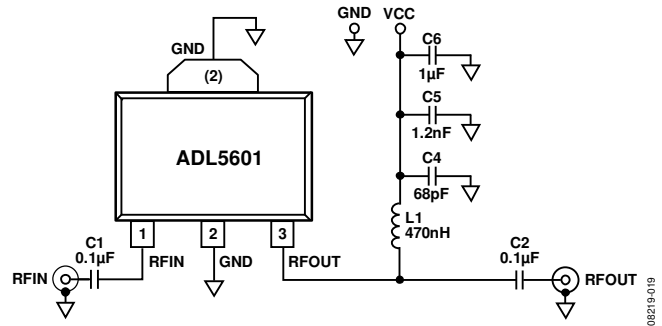 GND
VCC
GND
C6
1µF
(2)
C5
1.2nF
ADL5601
C4
68pF
L1
470nH
1
2
3
C1
0.1µF
RFIN
GND
RFOUT
C2
0.1µF
RFIN
RFOUT
08219-019